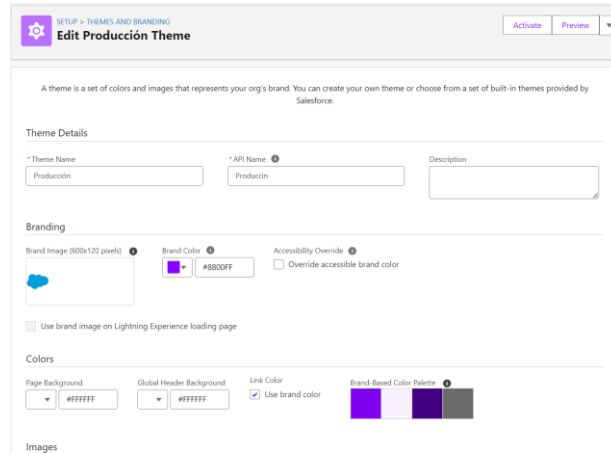 SETUP > THEMES AND BRANDING
Edit Producción Theme
Activate
Preview
A theme is a set of colors and images that represents your org's brand. You can create your own theme or choose from a set of built-in themes provided by
Salesforce.
Theme Details
*Theme Name
*API Name
Description
Producción
Produccin
Branding
Brand Image (600x120 pixels)
Brand Color
Accessibility Override
#8800FF
Override accessible brand color
Use brand image on Lightning Experience loading page
Colors
Page Background
Global Header Background
Link Color
Brand-Based Color Palette
#FFFFFF
#FFFFFF
Use brand color
Images